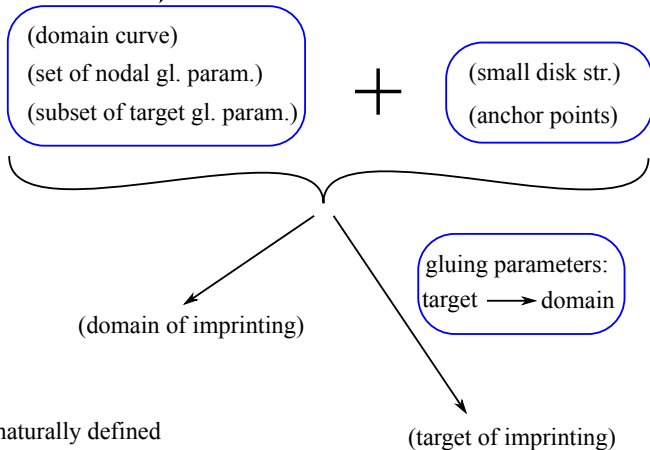 (domain curve)
(set of nodal gl. param.)
(subset of target gl. param.)
+
(small disk str.)
(anchor points)
gluing parameters:
target → domain
(domain of imprinting)
naturally defined
(target of imprinting)